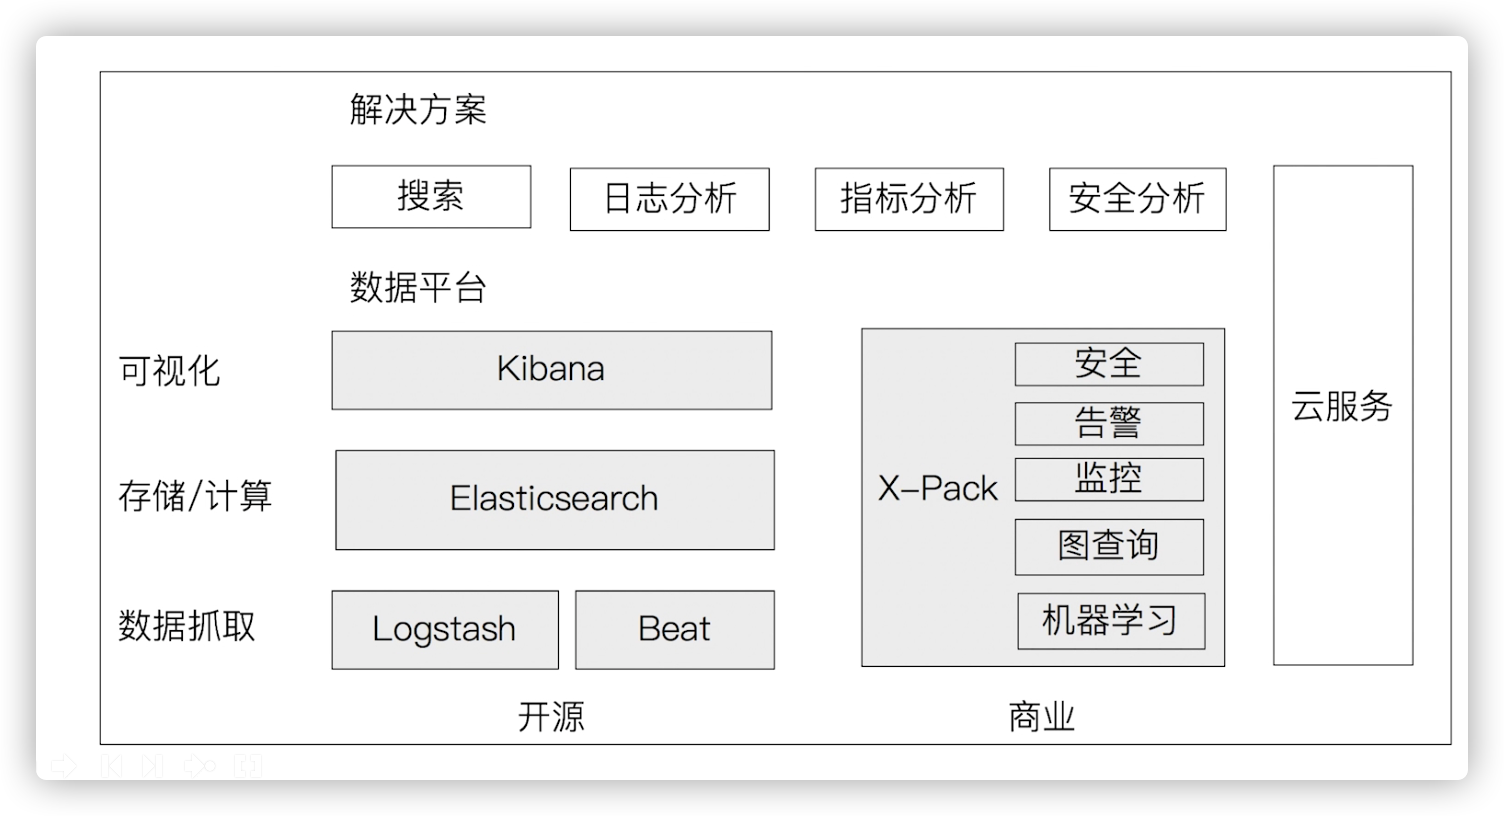 解决方案
搜索
日志分析
指标分析
安全分析
数据平台
可视化
Kibana
存储/计算
Elasticsearch
数据抓取
Logstash
Beat
X-Pack
安全
告警
监控
图查询
机器学习
云服务
开源
商业